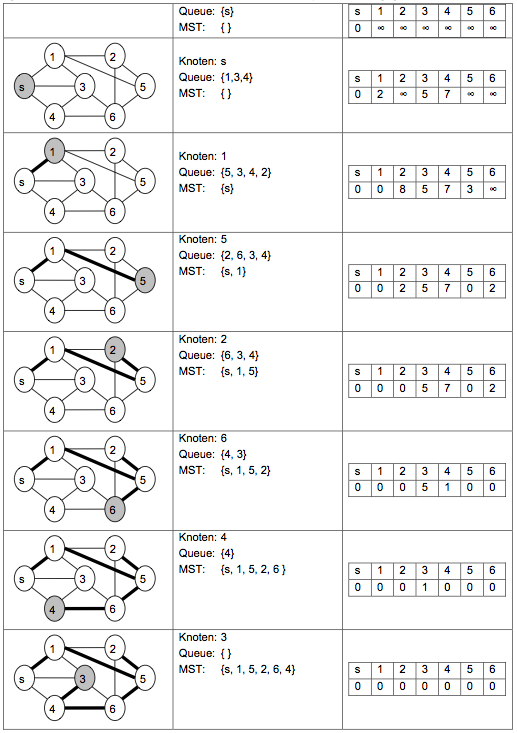 Queue: {s}
MST: { }
s 1 2 3 4 5 6
0 ∞ ∞ ∞ ∞ ∞ ∞
1 2
s 3 5
4 6
Knoten: s
Queue: {1,3,4}
MST: { }
s 1 2 3 4 5 6
0 2 ∞ 5 7 ∞ ∞
1 2
s 3 5
4 6
Knoten: 1
Queue: {5, 3, 4, 2}
MST: {s}
s 1 2 3 4 5 6
0 0 8 5 7 3 ∞
1 2
s 3 5
4 6
Knoten: 5
Queue: {2, 6, 3, 4}
MST: {s, 1}
s 1 2 3 4 5 6
0 0 2 5 7 0 2
1 2
s 3 5
4 6
Knoten: 2
Queue: {6, 3, 4}
MST: {s, 1, 5}
s 1 2 3 4 5 6
0 0 0 5 7 0 2
1 2
s 3 5
4 6
Knoten: 6
Queue: {4, 3}
MST: {s, 1, 5, 2}
s 1 2 3 4 5 6
0 0 0 5 1 0 0
1 2
s 3 5
4 6
Knoten: 4
Queue: {4}
MST: {s, 1, 5, 2, 6 }
s 1 2 3 4 5 6
0 0 0 1 0 0 0
1 2
s 3 5
4 6
Knoten: 3
Queue: { }
MST: {s, 1, 5, 2, 6, 4}
s 1 2 3 4 5 6
0 0 0 0 0 0 0